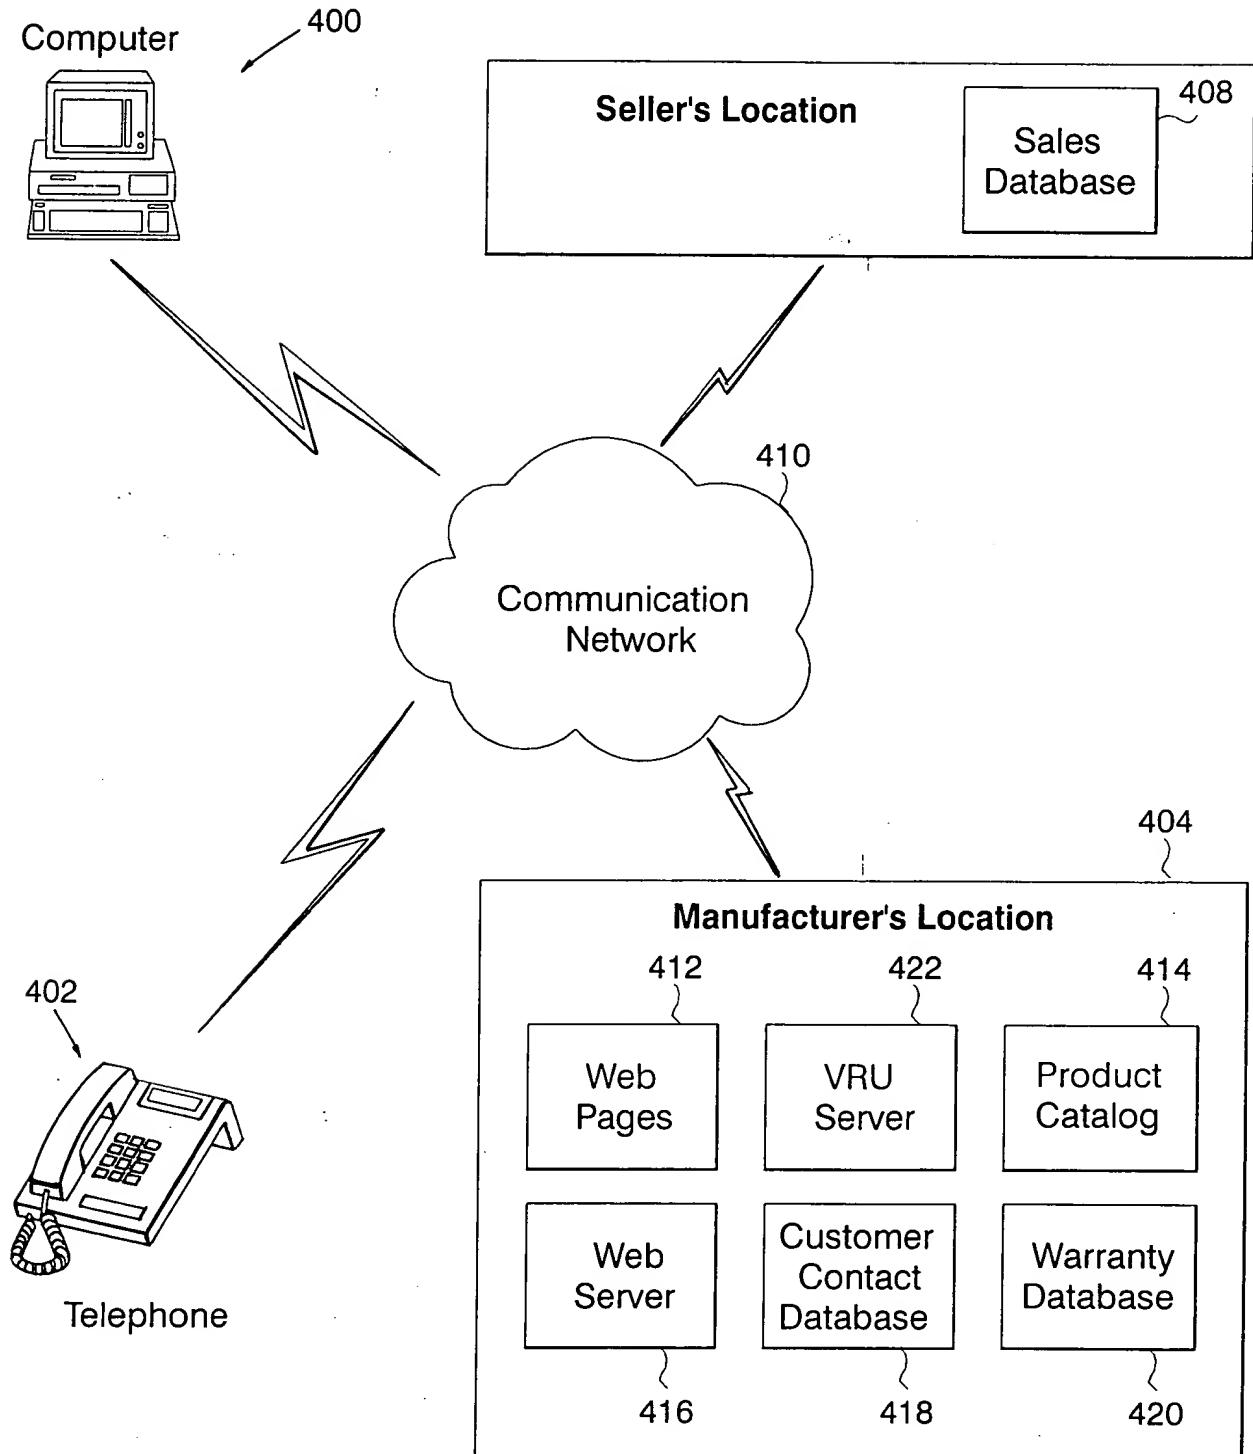 Computer
400
Seller's Location
408
Sales
Database
410
Communication
Network
404
Manufacturer's Location
402
412
422
414
Web
Pages
VRU
Server
Product
Catalog
Web
Server
Customer
Contact
Database
Warranty
Database
Telephone
416
418
420